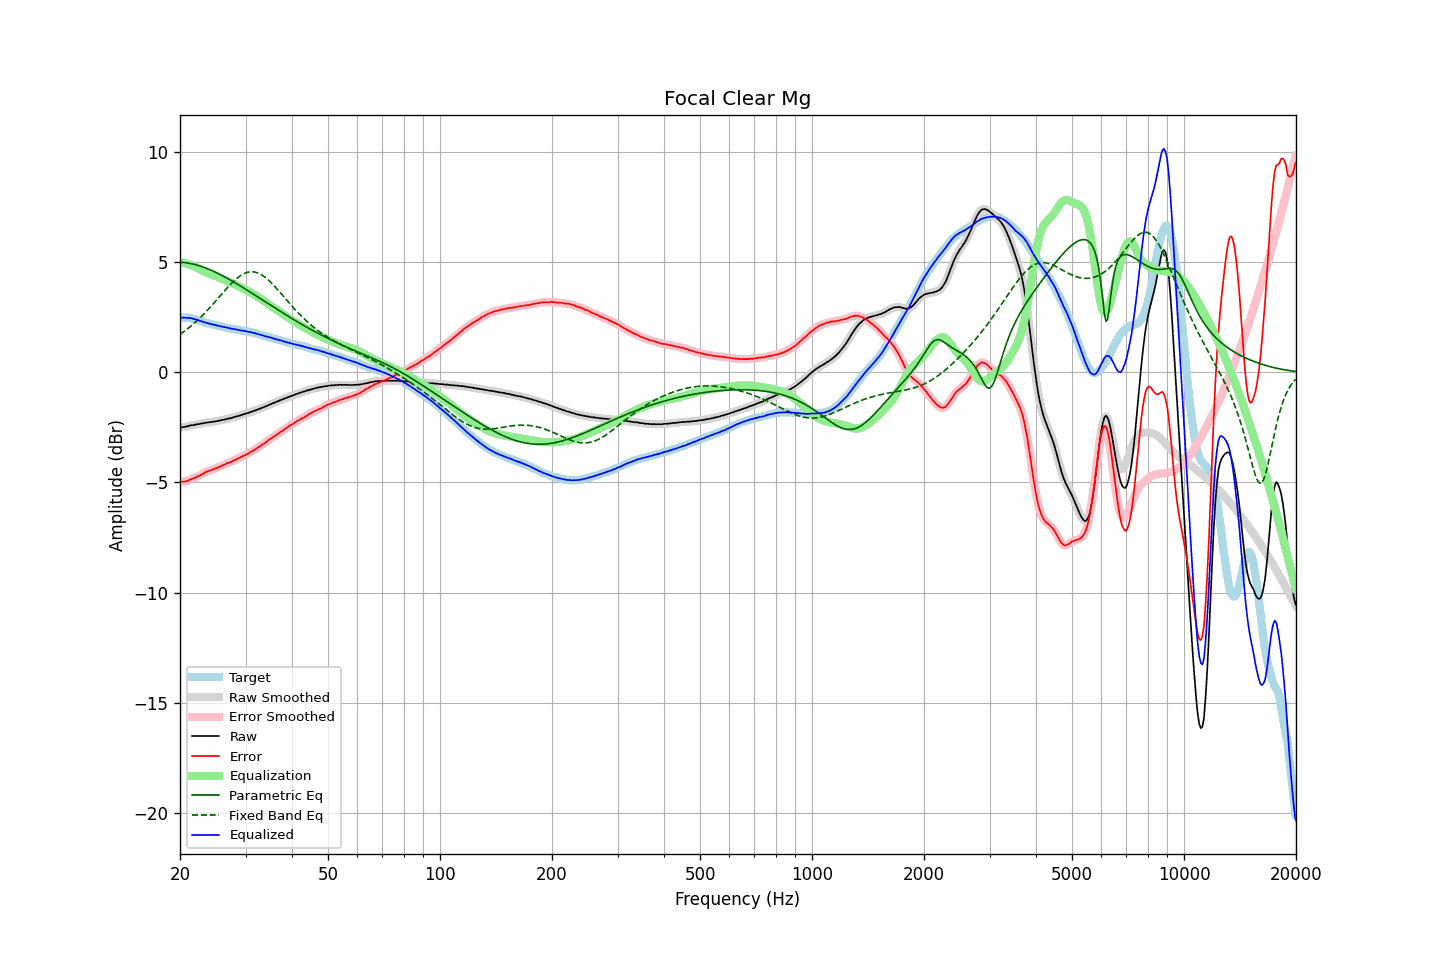 Focal Clear Mg
Amplitude (dBr)
10
5
0
−5
−10
−15
−20
Target
Raw Smoothed
Error Smoothed
Raw
Error
Equalization
Parametric Eq
Fixed Band Eq
Equalized
20 50 100 200 500 1000 2000 5000 10000 20000
Frequency (Hz)